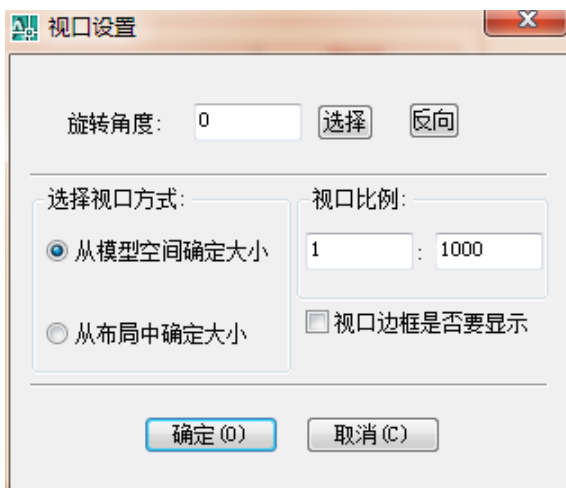 视口设置
旋转角度: 0 选择 反向
选择视口方式: 视口比例:
从模型空间确定大小 1 : 1000
从布局中确定大小 视口边框是否要显示
确定(O) 取消(C)